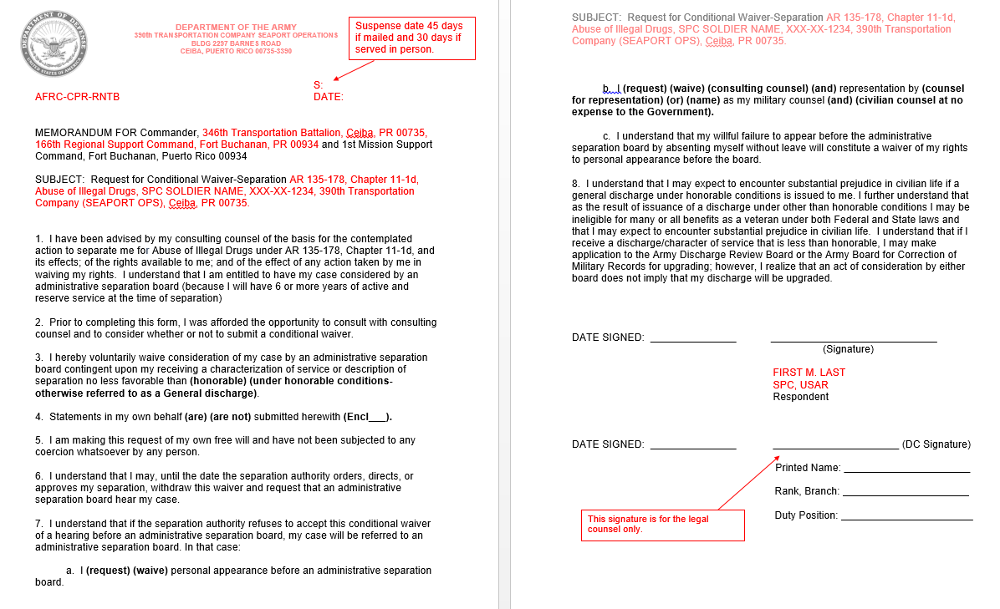 DEPARTMENT OF DEFENSE
UNITED STATES OF AMERICA
DEPARTMENT OF THE ARMY
390th TRANSPORTATION COMPANY SEAPORT OPERATIONS
BLDG 2297 BARNES ROAD
CEIBA, PUERTO RICO 00735-3390
Suspense date 45 days
if mailed and 30 days if
served in person.
S:
AFRC-CPR-RNTB DATE:
MEMORANDUM FOR Commander, 346th Transportation Battalion, Ceiba, PR 00735,
166th Regional Support Command, Fort Buchanan, PR 00934 and 1st Mission Support
Command, Fort Buchanan, Puerto Rico 00934
SUBJECT:  Request for Conditional Waiver-Separation AR 135-178, Chapter 11-1d,
Abuse of Illegal Drugs, SPC SOLDIER NAME, XXX-XX-1234, 390th Transportation
Company (SEAPORT OPS), Ceiba, PR 00735.
1.  I have been advised by my consulting counsel of the basis for the contemplated
action to separate me for Abuse of Illegal Drugs under AR 135-178, Chapter 11-1d, and
its effects; of the rights available to me; and of the effect of any action taken by me in
waiving my rights.  I understand that I am entitled to have my case considered by an
administrative separation board (because I will have 6 or more years of active and
reserve service at the time of separation)
2.  Prior to completing this form, I was afforded the opportunity to consult with consulting
counsel and to consider whether or not to submit a conditional waiver.
3.  I hereby voluntarily waive consideration of my case by an administrative separation
board contingent upon my receiving a characterization of service or description of
separation no less favorable than (honorable) (under honorable conditions-
otherwise referred to as a General discharge).
4.  Statements in my own behalf (are) (are not) submitted herewith (Encl___).
5.  I am making this request of my own free will and have not been subjected to any
coercion whatsoever by any person.
6.  I understand that I may, until the date the separation authority orders, directs, or
approves my separation, withdraw this waiver and request that an administrative
separation board hear my case.
7.  I understand that if the separation authority refuses to accept this conditional waiver
of a hearing before an administrative separation board, my case will be referred to an
administrative separation board. In that case:
a.  I (request) (waive) personal appearance before an administrative separation
board.
SUBJECT:  Request for Conditional Waiver-Separation AR 135-178, Chapter 11-1d,
Abuse of Illegal Drugs, SPC SOLDIER NAME, XXX-XX-1234, 390th Transportation
Company (SEAPORT OPS), Ceiba, PR 00735.
b.  I (request) (waive) (consulting counsel) (and) representation by (counsel
for representation) (or) (name) as my military counsel (and) (civilian counsel at no
expense to the Government).
c.  I understand that my willful failure to appear before the administrative
separation board by absenting myself without leave will constitute a waiver of my rights
to personal appearance before the board.
8.  I understand that I may expect to encounter substantial prejudice in civilian life if a
general discharge under honorable conditions is issued to me. I further understand that
as the result of issuance of a discharge under other than honorable conditions I may be
ineligible for many or all benefits as a veteran under both Federal and State laws and
that I may expect to encounter substantial prejudice in civilian life.  I understand that if I
receive a discharge/character of service that is less than honorable, I may make
application to the Army Discharge Review Board or the Army Board for Correction of
Military Records for upgrading; however, I realize that an act of consideration by either
board does not imply that my discharge will be upgraded.
DATE SIGNED: _______________ ______________________________
(Signature)
FIRST M. LAST
SPC, USAR
Respondent
DATE SIGNED: _______________ ______________________ (DC Signature)
Printed Name: ______________________
Rank, Branch: ______________________
Duty Position: _______________________
This signature is for the legal
counsel only.